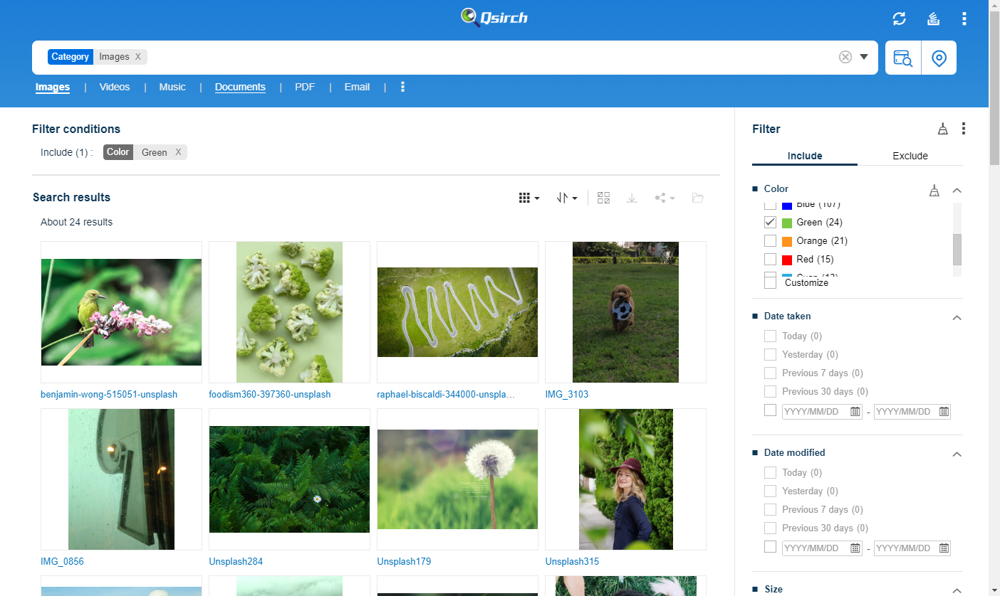 Qsirch
Category Images X
Images | Videos | Music | Documents | PDF | Email |
Filter conditions
Include (1) : Color Green X
Search results
About 24 results
benjamin-wong-515051-unsplash
foodism360-397360-unsplash
raphael-biscaldi-344000-unspla...
IMG_3103
IMG_0856
Unsplash284
Unsplash179
Unsplash315
Filter
Include Exclude
Color
Blue (107)
Green (24)
Orange (21)
Red (15)
Cyan (13)
Customize
Date taken
Today (0)
Yesterday (0)
Previous 7 days (0)
Previous 30 days (0)
YYYY/MM/DD - YYYY/MM/DD
Date modified
Today (0)
Yesterday (0)
Previous 7 days (0)
Previous 30 days (0)
YYYY/MM/DD - YYYY/MM/DD
Size